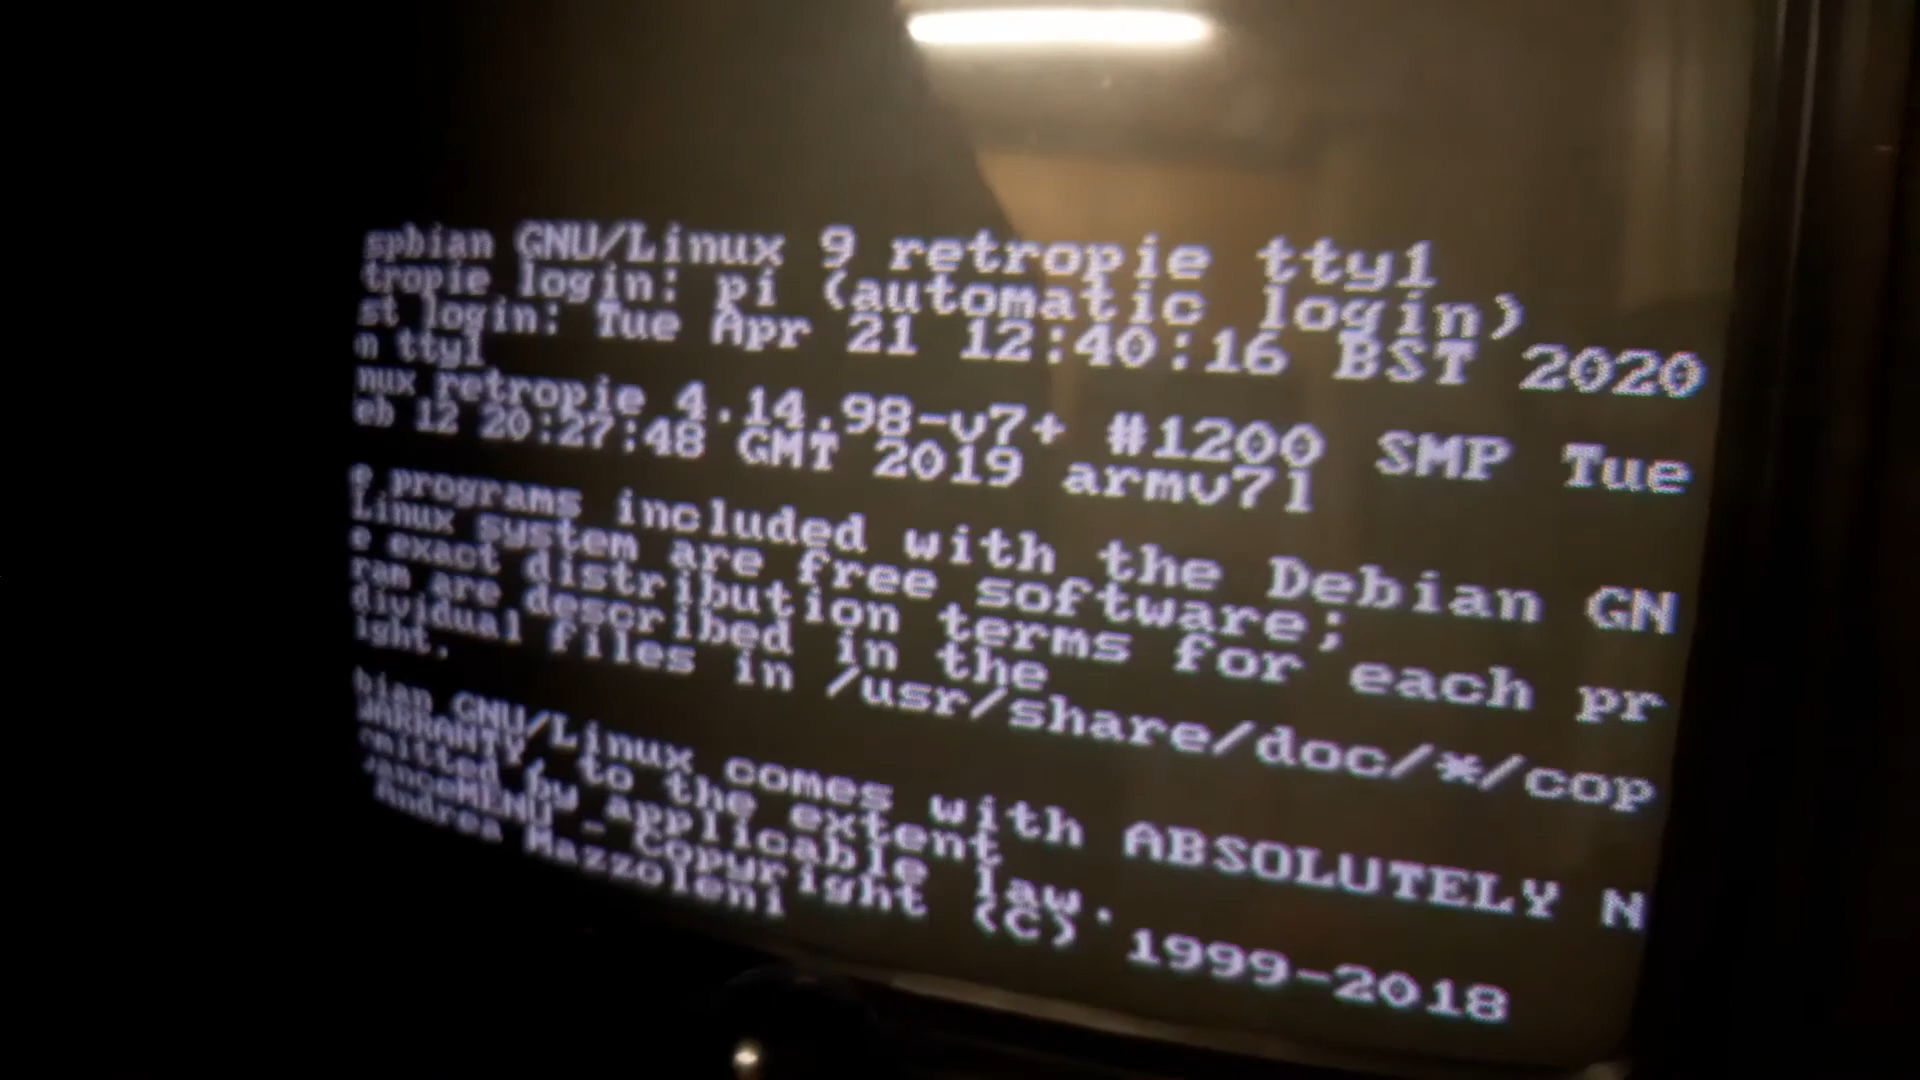 spbian GNU/Linux 9 retropie tty1
tropie login: pi (automatic login)
st login: Tue Apr 21 12:40:16 BST 2020
n tty1
nux retropie 4.14.98-v7+ #1200 SMP Tue
eb 12 20:27:48 GMT 2019 armv7l
e programs included with the Debian GN
Linux system are free software;
e exact distribution terms for each pr
ram are described in the
dividual files in /usr/share/doc/*/cop
ight.
bian GNU/Linux comes with ABSOLUTELY N
WARRANTY, to the extent
rmitted by applicable law.
vanceMENU - Copyright (C) 1999-2018
Andrea Mazzoleni